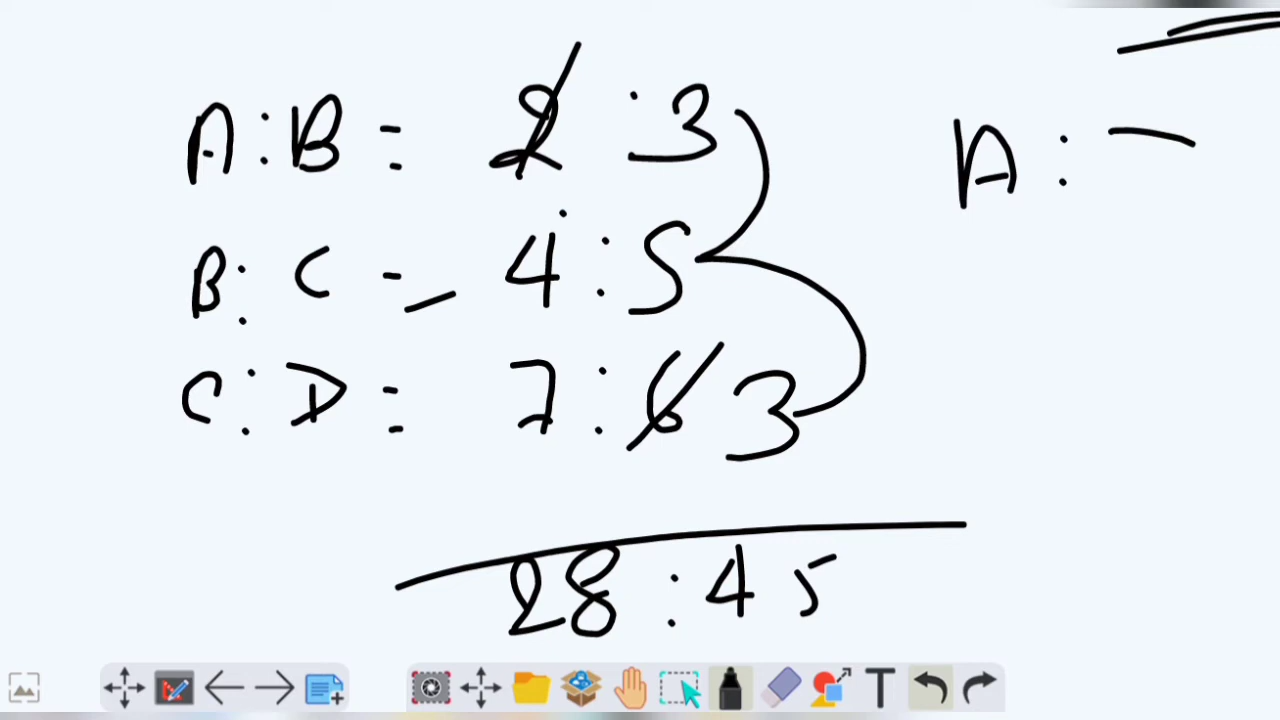 A : B = 2 : 3
A :
B : C = 4 : 5
C : D = 7 : 6 3
28 : 45
T